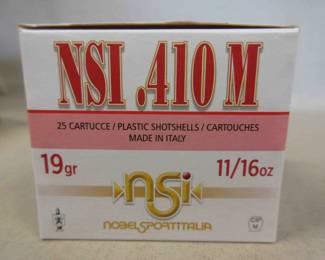 NSI .410 M
25 CARTUCCE / PLASTIC SHOTSHELLS / CARTOUCHES
MADE IN ITALY
19gr
11/16oz
nsi
NOBELSPORTITALIA